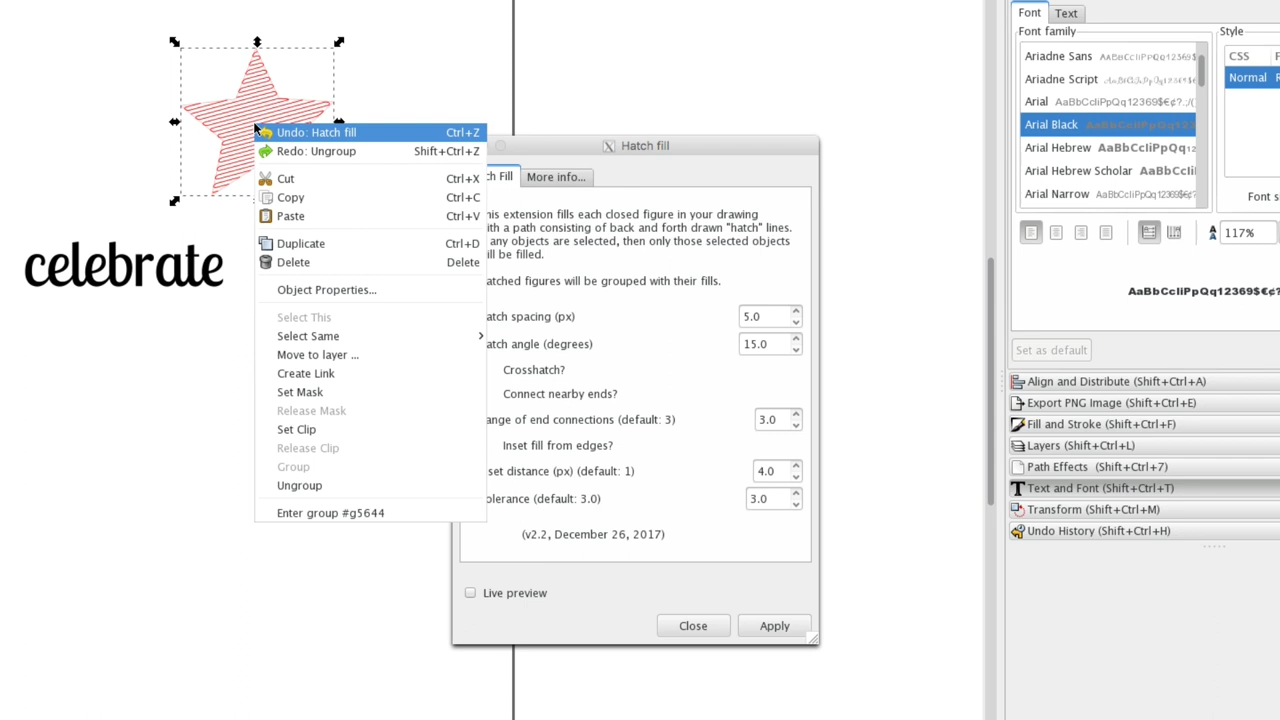 celebrate
Undo: Hatch fill Ctrl+Z
Redo: Ungroup Shift+Ctrl+Z
Cut Ctrl+X
Copy Ctrl+C
Paste Ctrl+V
Duplicate Ctrl+D
Delete Delete
Object Properties...
Select This
Select Same
Move to layer ...
Create Link
Set Mask
Release Mask
Set Clip
Release Clip
Group
Ungroup
Enter group #g5644
Hatch fill
ch Fill More info...
his extension fills each closed figure in your drawing
ith a path consisting of back and forth drawn "hatch" lines.
any objects are selected, then only those selected objects
ill be filled.
atched figures will be grouped with their fills.
atch spacing (px) 5.0
atch angle (degrees) 15.0
Crosshatch?
Connect nearby ends?
ange of end connections (default: 3) 3.0
Inset fill from edges?
set distance (px) (default: 1) 4.0
olerance (default: 3.0) 3.0
(v2.2, December 26, 2017)
Live preview
Close Apply
Font Text
Font family
Ariadne Sans AaBbCcIiPpQq12369$
Ariadne Script
Arial AaBbCcIiPpQq12369$€¢?.;/(
Arial Black AaBbCcIiPpQq123
Arial Hebrew AaBbCcIiPpQq12
Arial Hebrew Scholar AaBbCcI
Arial Narrow AaBbCcIiPpQq12369$€
Style
CSS F
Normal R
Font s
117%
AaBbCcIiPpQq12369$€¢?
Set as default
Align and Distribute (Shift+Ctrl+A)
Export PNG Image (Shift+Ctrl+E)
Fill and Stroke (Shift+Ctrl+F)
Layers (Shift+Ctrl+L)
Path Effects (Shift+Ctrl+7)
Text and Font (Shift+Ctrl+T)
Transform (Shift+Ctrl+M)
Undo History (Shift+Ctrl+H)